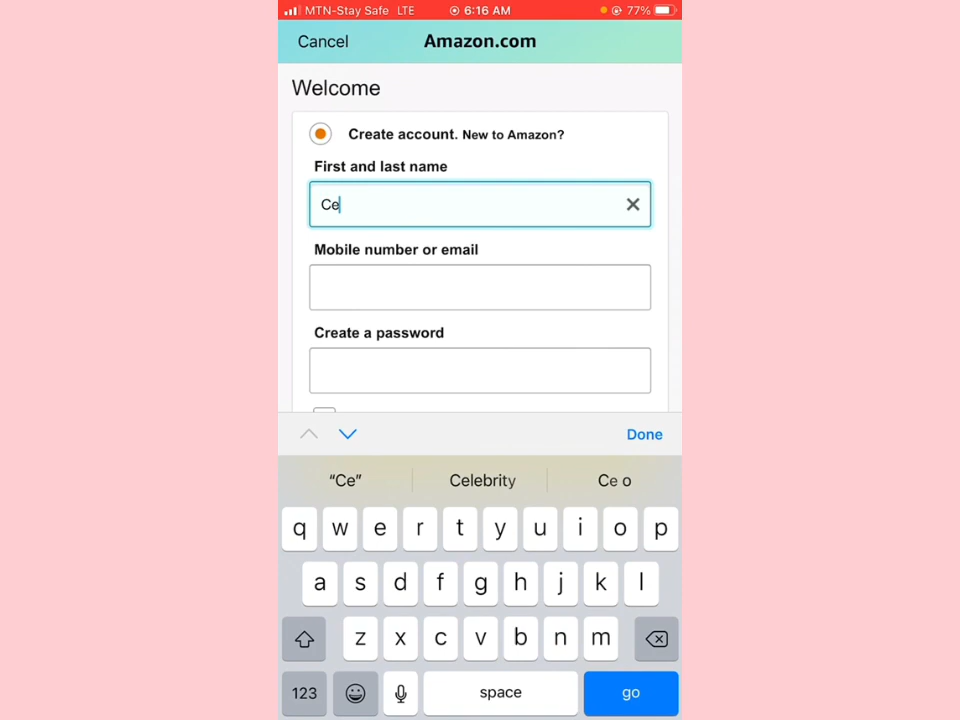 MTN-Stay Safe LTE 6:16 AM 77%
Cancel Amazon.com
Welcome
Create account. New to Amazon?
First and last name
Ce
Mobile number or email
Create a password
Done
“Ce” Celebrity Ce o
q w e r t y u i o p
a s d f g h j k l
z x c v b n m
123 space go